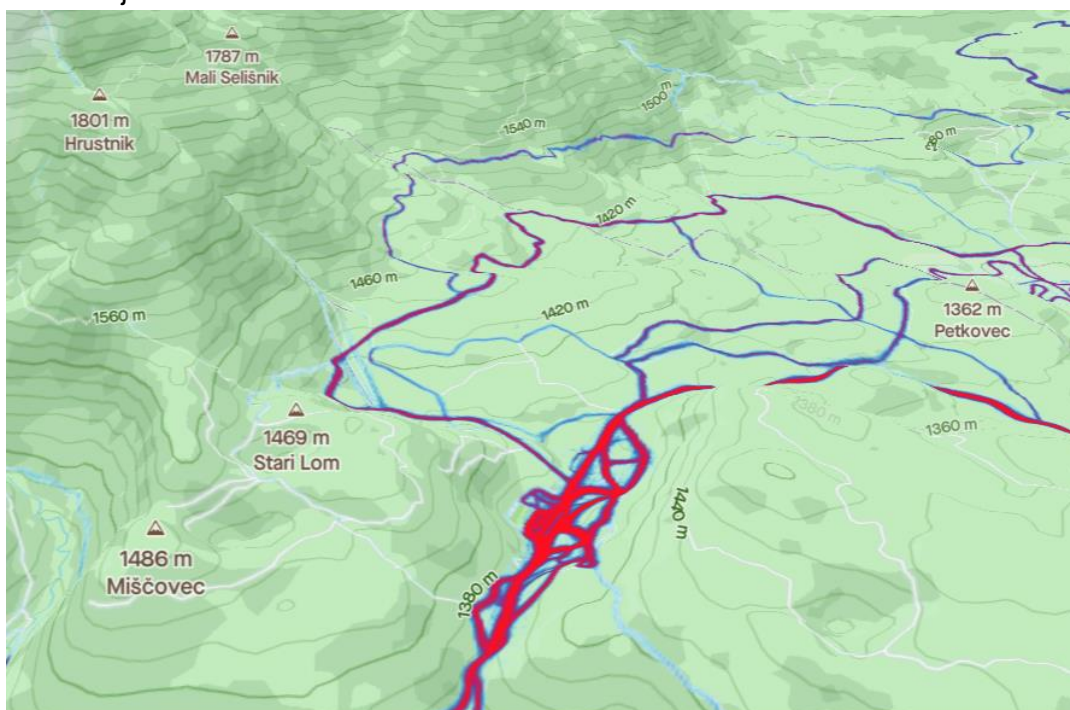 1787 m
Mali Selišnik
1801 m
Hrustnik
1500 m
1540 m
1420 m
1460 m
1420 m
1560 m
1362 m
Petkovec
1380 m
1360 m
1469 m
Stari Lom
1440 m
1486 m
Miščovec
1380 m